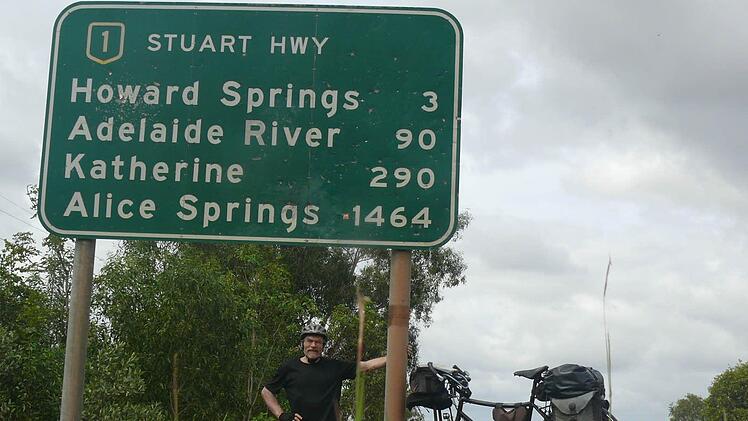 1 STUART HWY
Howard Springs 3
Adelaide River 90
Katherine 290
Alice Springs 1464